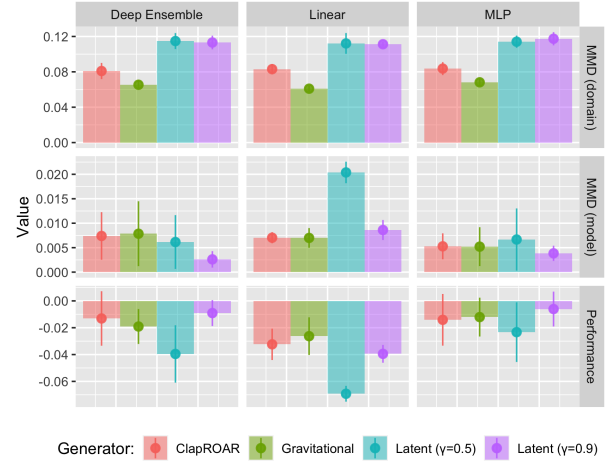 Deep Ensemble Linear MLP
0.12
0.08
0.04
0.00
MMD (domain)
0.020
0.015
0.010
0.005
0.000
MMD (model)
0.00
-0.02
-0.04
-0.06
Performance
Value
Generator: ClapROAR Gravitational Latent (γ=0.5) Latent (γ=0.9)